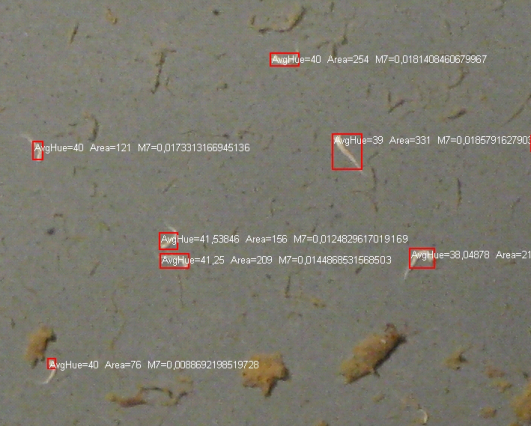 AvgHue=40 Area=254 M7=0,0181408460679967
AvgHue=39 Area=331 M7=0,018579162790
AvgHue=40 Area=121 M7=0,0173313166945136
AvgHue=41,53846 Area=156 M7=0,0124829617019169
AvgHue=41,25 Area=209 M7=0,0144868531568503
AvgHue=38,04878 Area=21
AvgHue=40 Area=76 M7=0,0088692198519728